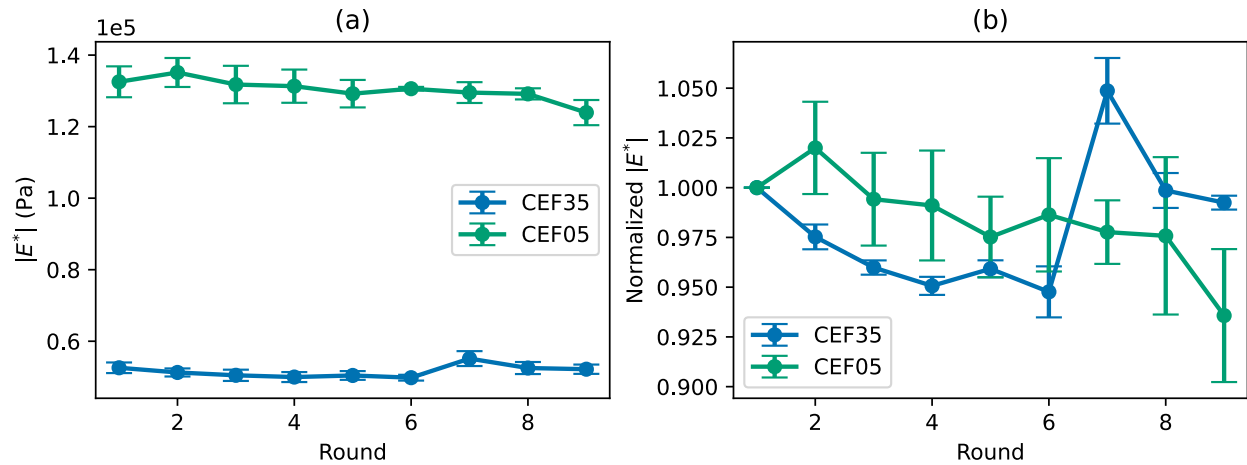 (a)
1e5
1.4
1.2
1.0
0.8
0.6
|E*| (Pa)
CEF35
CEF05
2
4
6
8
Round
(b)
1.050
1.025
1.000
0.975
0.950
0.925
0.900
Normalized |E*|
CEF35
CEF05
2
4
6
8
Round